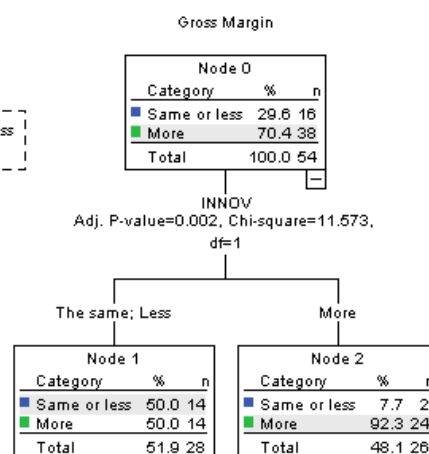 Gross Margin
Node 0
Category % n
Same or less 29.6 16
More 70.4 38
Total 100.0 54
ss
INNOV
Adj. P-value=0.002, Chi-square=11.573,
df=1
The same; Less
More
Node 1
Category % n
Same or less 50.0 14
More 50.0 14
Total 51.9 28
Node 2
Category % n
Same or less 7.7 2
More 92.3 24
Total 48.1 26